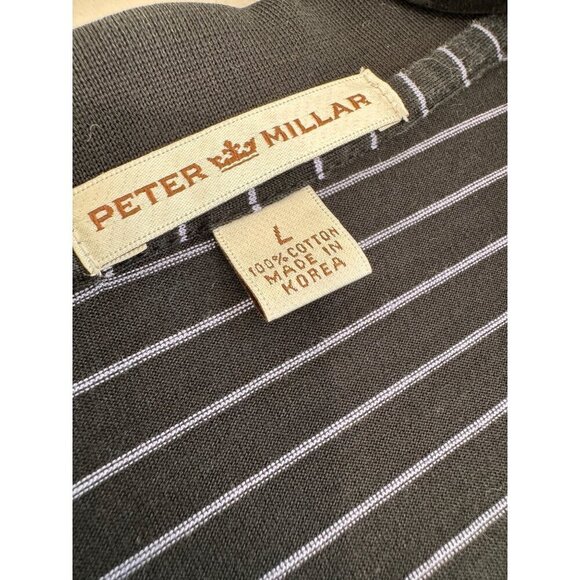 PETER MILLAR
L
100% COTTON
MADE IN
KOREA